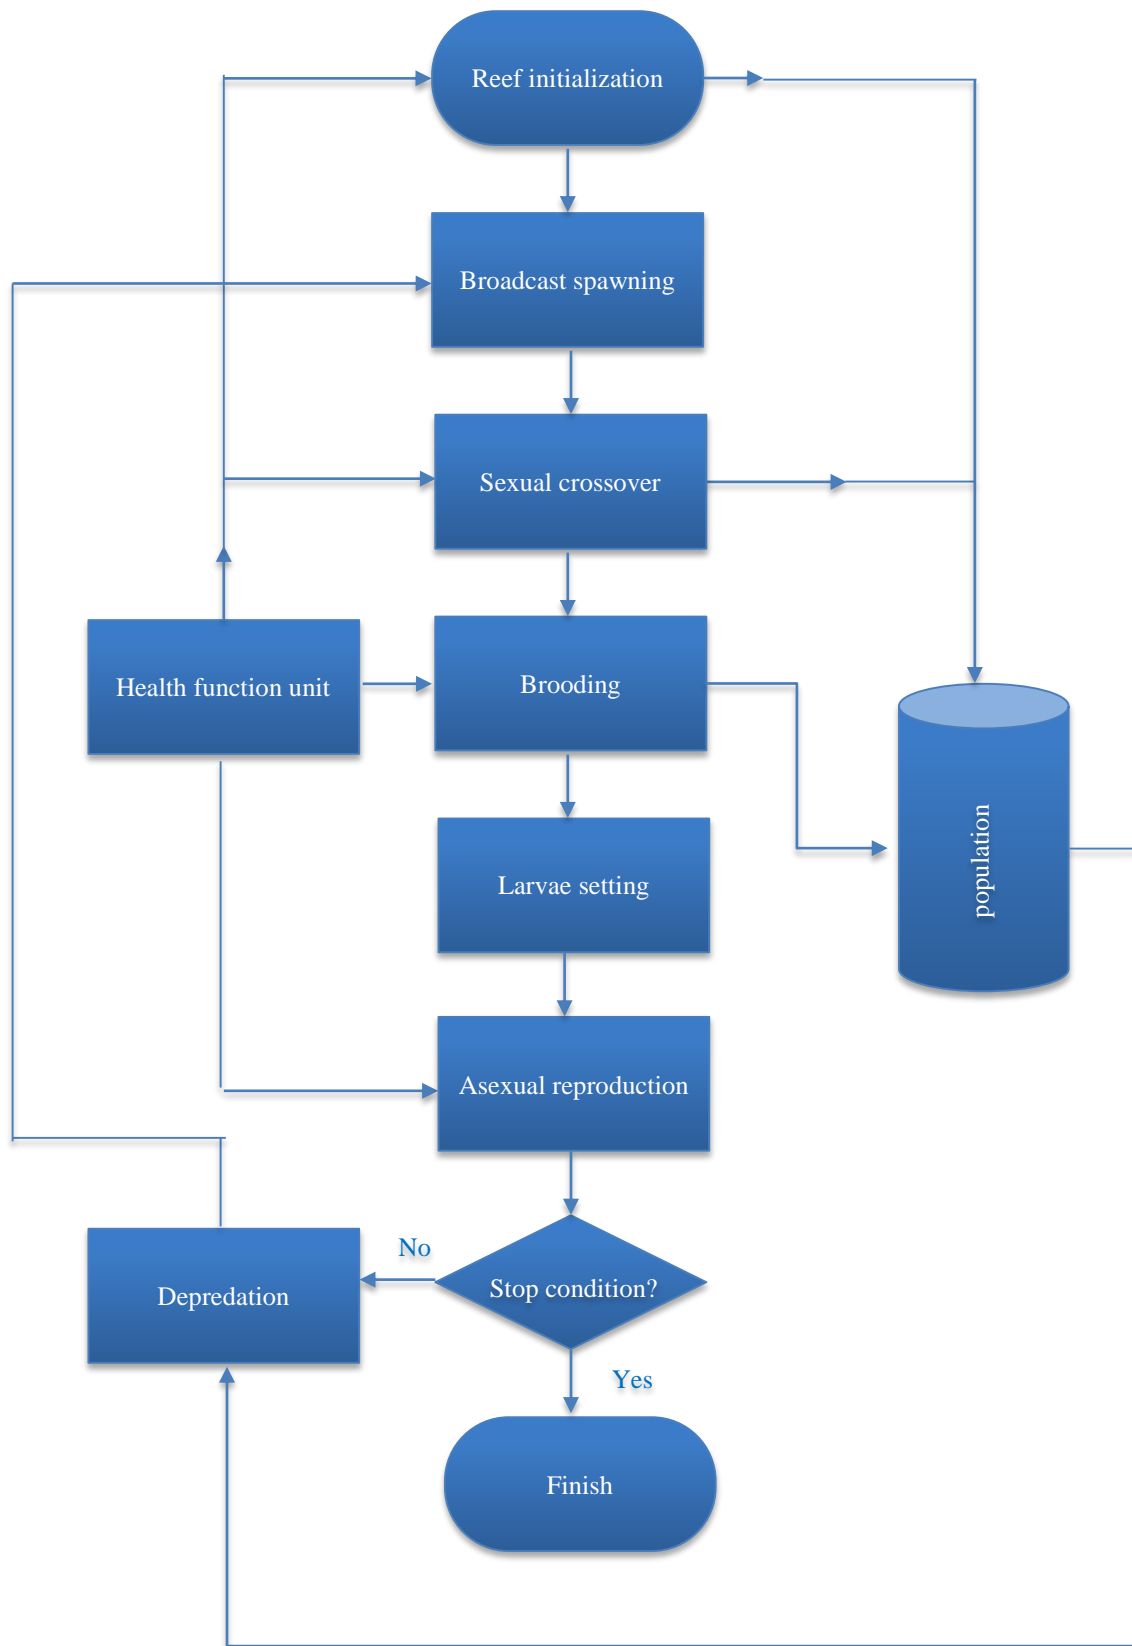 Reef initialization
Broadcast spawning
Sexual crossover
Health function unit
Brooding
population
Larvae setting
Asexual reproduction
No
Stop condition?
Depredation
Yes
Finish